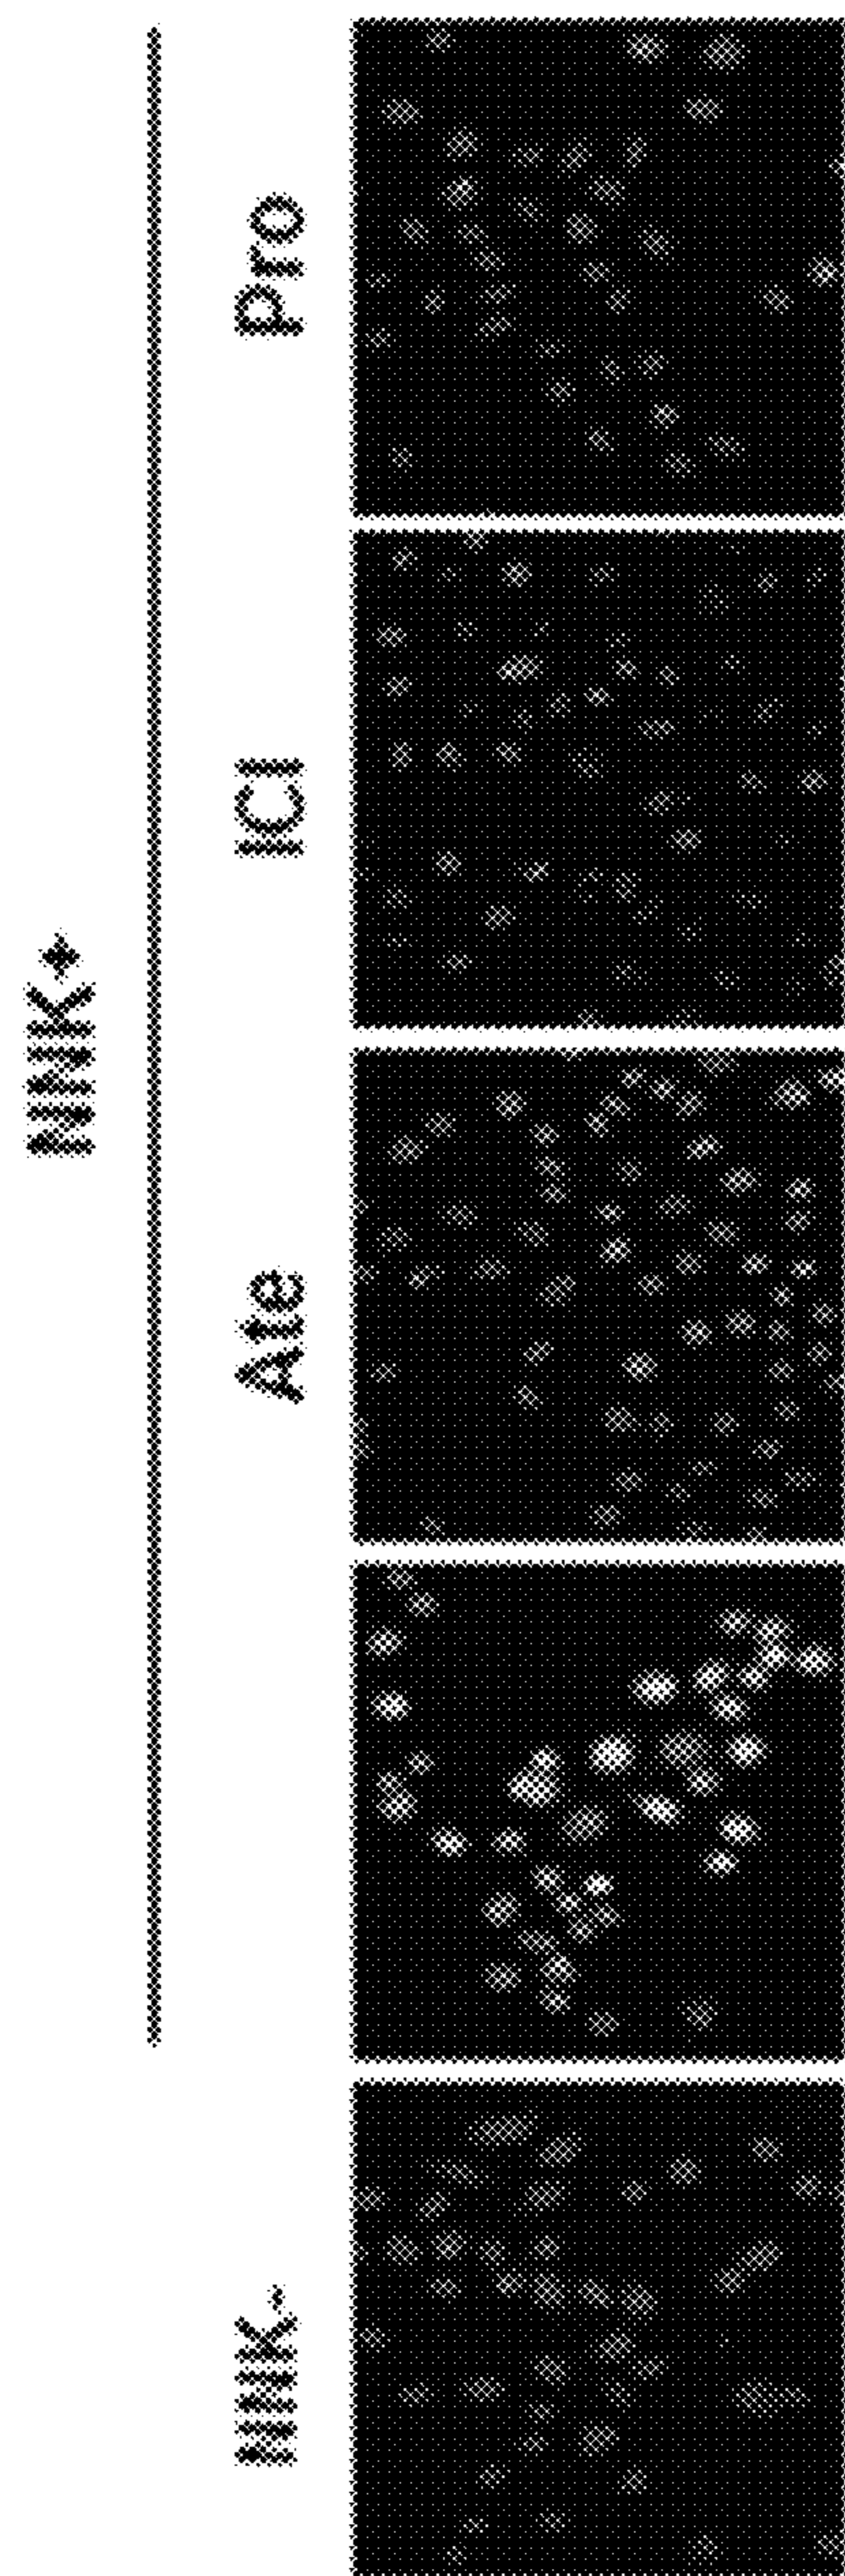 NNK+
NNK-
Ate
ICI
Pro